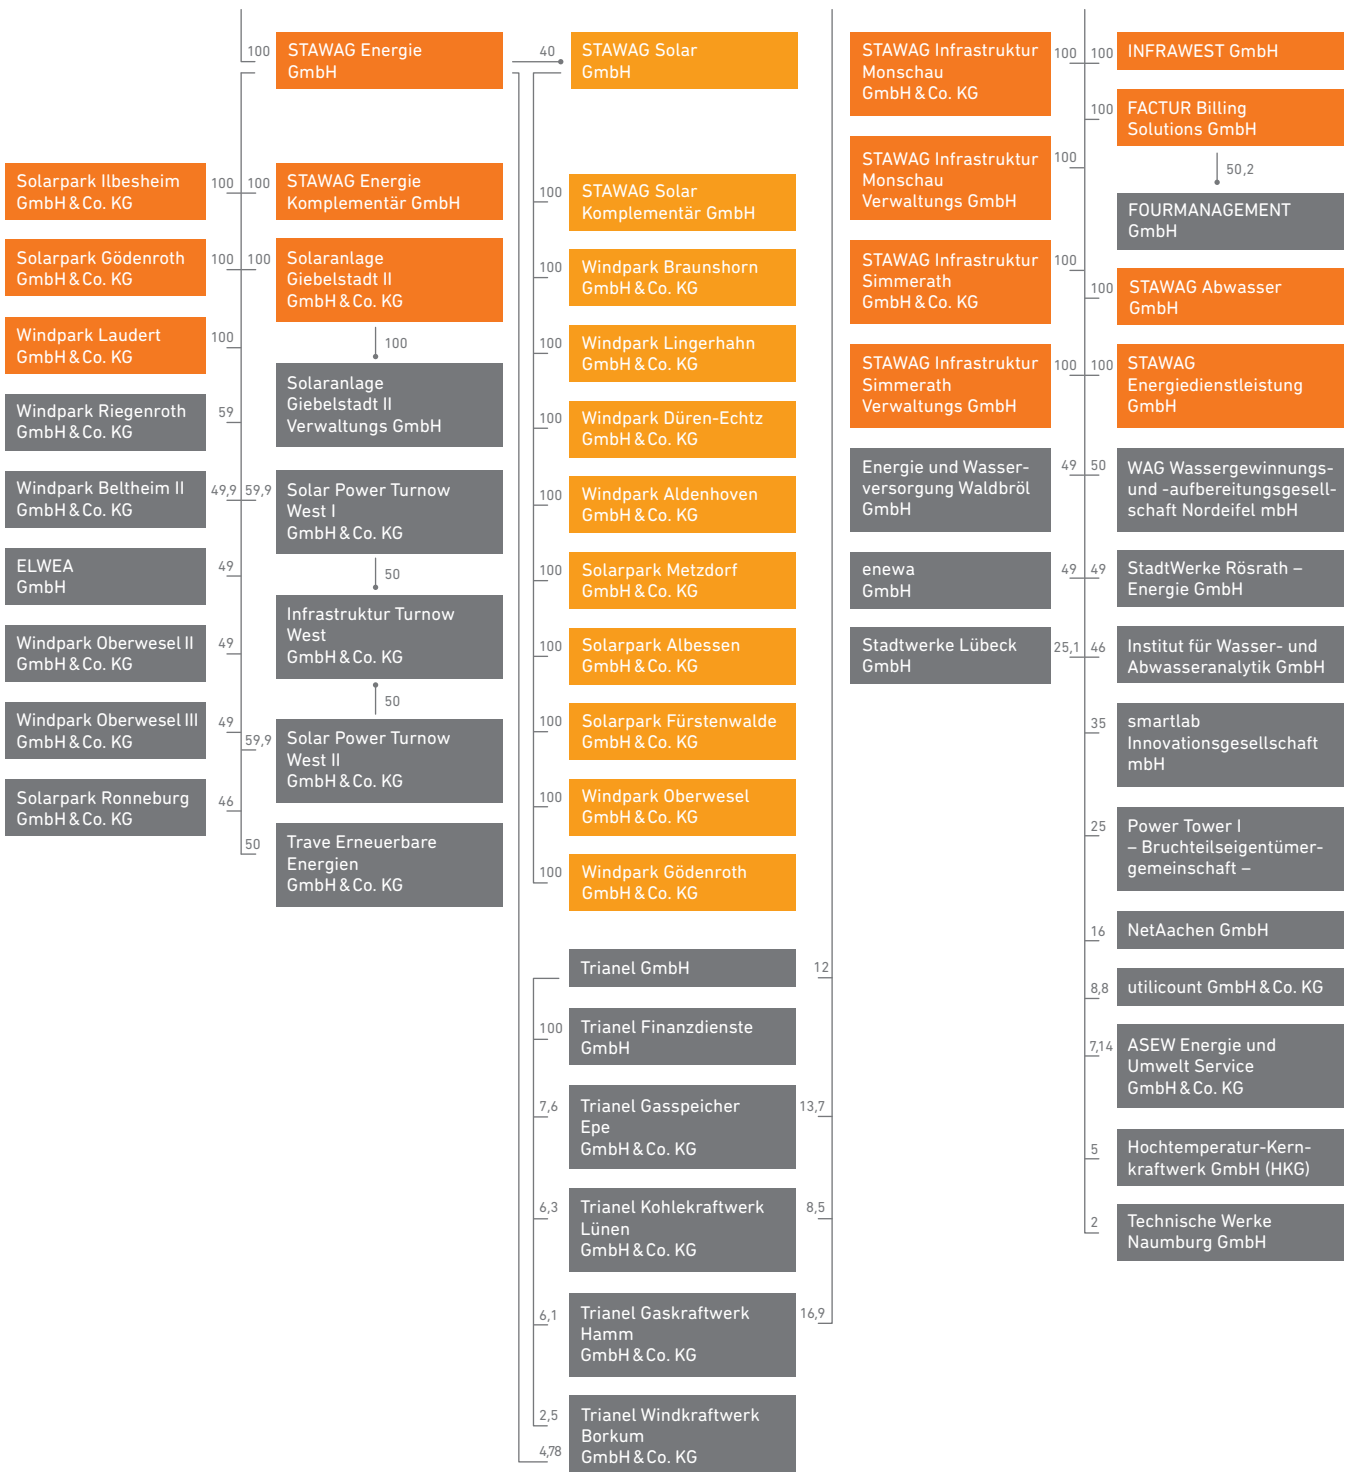 100
STAWAG Energie
GmbH
40
STAWAG Solar
GmbH
Solarpark Ilbesheim
GmbH & Co. KG
100
100
STAWAG Energie
Komplementär GmbH
Solarpark Gödenroth
GmbH & Co. KG
100
100
Solaranlage
Giebelstadt II
GmbH & Co. KG
Windpark Laudert
GmbH & Co. KG
100
100
Solaranlage
Giebelstadt II
Verwaltungs GmbH
Windpark Riegenroth
GmbH & Co. KG
59
Windpark Beltheim II
GmbH & Co. KG
49,9
59,9
Solar Power Turnow
West I
GmbH & Co. KG
ELWEA
GmbH
49
50
Infrastruktur Turnow
West
GmbH & Co. KG
Windpark Oberwesel II
GmbH & Co. KG
49
50
Windpark Oberwesel III
GmbH & Co. KG
49
59,9
Solar Power Turnow
West II
GmbH & Co. KG
Solarpark Ronneburg
GmbH & Co. KG
46
50
Trave Erneuerbare
Energien
GmbH & Co. KG
100
STAWAG Solar
Komplementär GmbH
100
Windpark Braunshorn
GmbH & Co. KG
100
Windpark Lingerhahn
GmbH & Co. KG
100
Windpark Düren-Echtz
GmbH & Co. KG
100
Windpark Aldenhoven
GmbH & Co. KG
100
Solarpark Metzdorf
GmbH & Co. KG
100
Solarpark Albessen
GmbH & Co. KG
100
Solarpark Fürstenwalde
GmbH & Co. KG
100
Windpark Oberwesel
GmbH & Co. KG
100
Windpark Gödenroth
GmbH & Co. KG
Trianel GmbH
12
100
Trianel Finanzdienste
GmbH
7,6
Trianel Gasspeicher
Epe
GmbH & Co. KG
13,7
6,3
Trianel Kohlekraftwerk
Lünen
GmbH & Co. KG
8,5
6,1
Trianel Gaskraftwerk
Hamm
GmbH & Co. KG
16,9
2,5
4,78
Trianel Windkraftwerk
Borkum
GmbH & Co. KG
STAWAG Infrastruktur
Monschau
GmbH & Co. KG
100
100
INFRAWEST GmbH
100
FACTUR Billing
Solutions GmbH
STAWAG Infrastruktur
Monschau
Verwaltungs GmbH
100
50,2
FOURMANAGEMENT
GmbH
STAWAG Infrastruktur
Simmerath
GmbH & Co. KG
100
100
STAWAG Abwasser
GmbH
STAWAG Infrastruktur
Simmerath
Verwaltungs GmbH
100
100
STAWAG
Energiedienstleistung
GmbH
Energie und Wasser-
versorgung Waldbröl
GmbH
49
50
WAG Wassergewinnungs-
und -aufbereitungsgesell-
schaft Nordeifel mbH
enewa
GmbH
49
49
StadtWerke Rösrath –
Energie GmbH
Stadtwerke Lübeck
GmbH
25,1
46
Institut für Wasser- und
Abwasseranalytik GmbH
35
smartlab
Innovationsgesellschaft
mbH
25
Power Tower I
– Bruchteilseigentümer-
gemeinschaft –
16
NetAachen GmbH
8,8
utilicount GmbH & Co. KG
7,14
ASEW Energie und
Umwelt Service
GmbH & Co. KG
5
Hochtemperatur-Kern-
kraftwerk GmbH (HKG)
2
Technische Werke
Naumburg GmbH